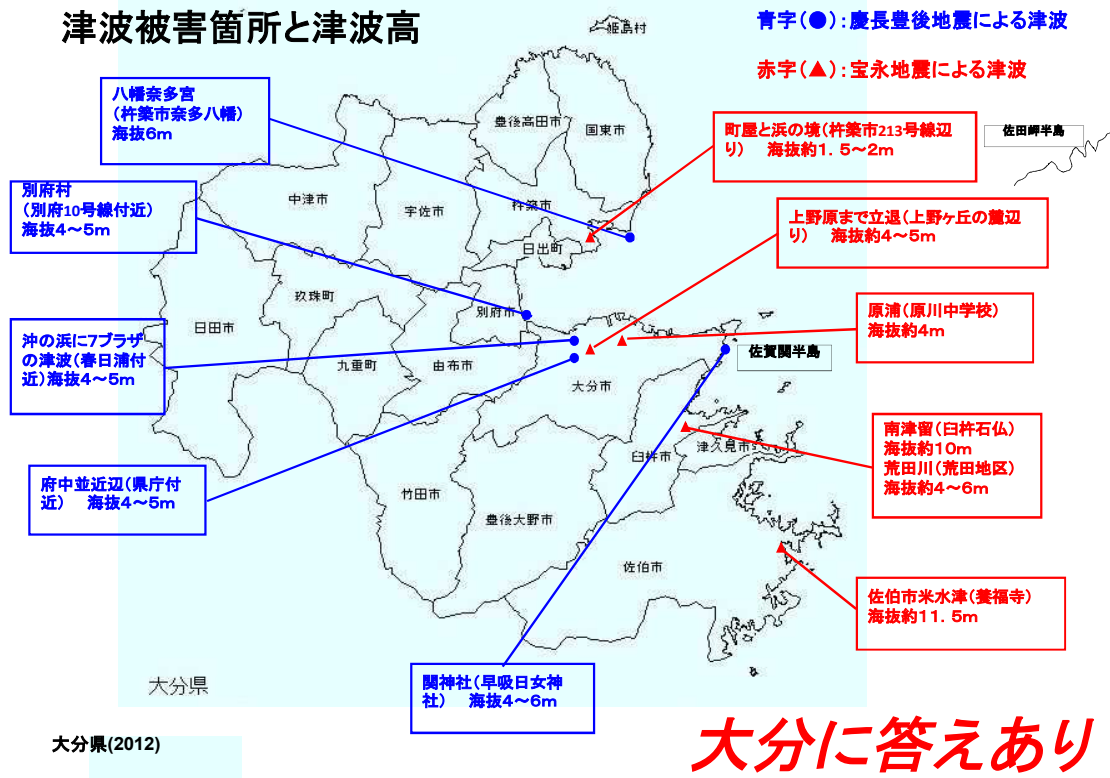 津波被害箇所と津波高
青字（●）：慶長豊後地震による津波
赤字（▲）：宝永地震による津波
姫島村
八幡奈多宮
（杵築市奈多八幡）
海抜6m
豊後高田市
国東市
町屋と浜の境（杵築市213号線辺
り）　海抜約1．5～2m
佐田岬半島
別府村
（別府10号線付近）
海抜4～5m
中津市
宇佐市
杵築市
日出町
上野原まで立退（上野ヶ丘の麓辺
り）　海抜約4～5m
玖珠町
別府市
日田市
原浦（原川中学校）
海抜約4m
沖の浜に7ブラザ
の津波（春日浦付
近）海抜4～5m
九重町
由布市
大分市
佐賀関半島
南津留（臼杵石仏）
海抜約10m
荒田川（荒田地区）
海抜約4～6m
臼杵市
津久見市
府中並近辺（県庁付
近）　海抜4～5m
竹田市
豊後大野市
佐伯市
佐伯市米水津（養福寺）
海抜約11．5m
関神社（早吸日女神
社）　海抜4～6m
大分県
大分県(2012)
大分に答えあり